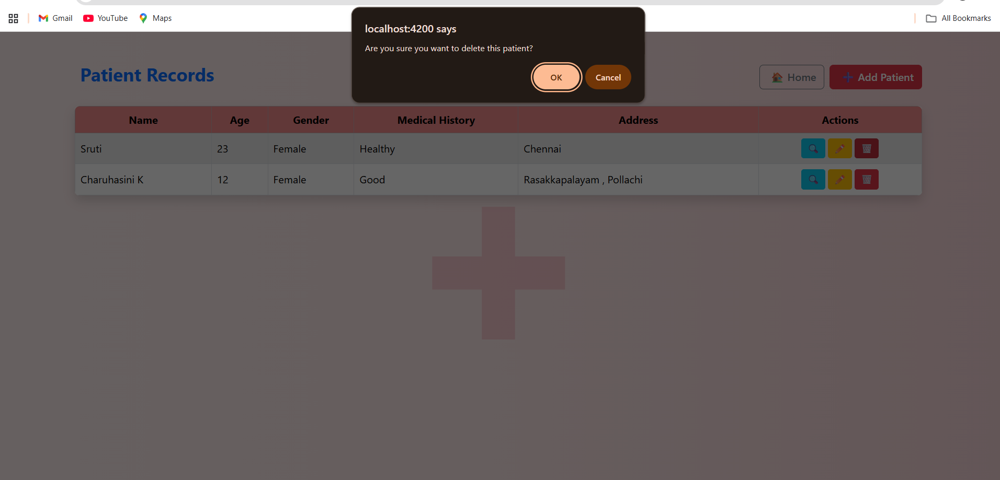 Gmail YouTube Maps All Bookmarks
localhost:4200 says
Are you sure you want to delete this patient?
OK Cancel
Patient Records Home Add Patient
Name Age Gender Medical History Address Actions
Sruti 23 Female Healthy Chennai
Charuhasini K 12 Female Good Rasakkapalayam , Pollachi